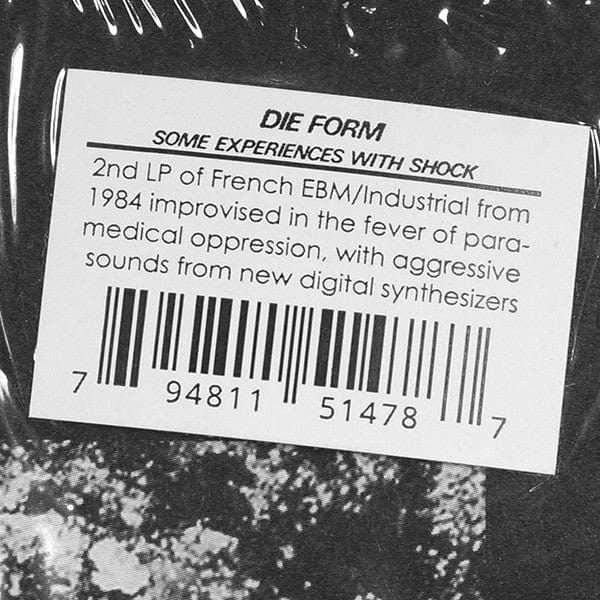 DIE FORM
SOME EXPERIENCES WITH SHOCK
2nd LP of French EBM/Industrial from
1984 improvised in the fever of para-
medical oppression, with aggressive
sounds from new digital synthesizers
7 94811 51478 7